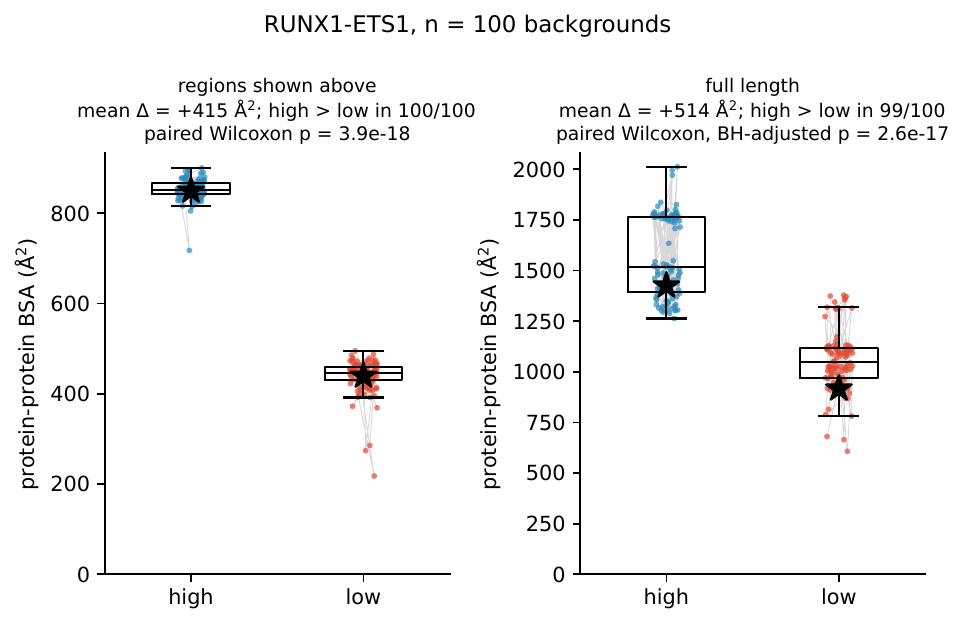 RUNX1-ETS1, n = 100 backgrounds
regions shown above
mean Δ = +415 Å²; high > low in 100/100
paired Wilcoxon p = 3.9e-18
protein-protein BSA (Å²)
800
600
400
200
0
high low
full length
mean Δ = +514 Å²; high > low in 99/100
paired Wilcoxon, BH-adjusted p = 2.6e-17
protein-protein BSA (Å²)
2000
1750
1500
1250
1000
750
500
250
0
high low